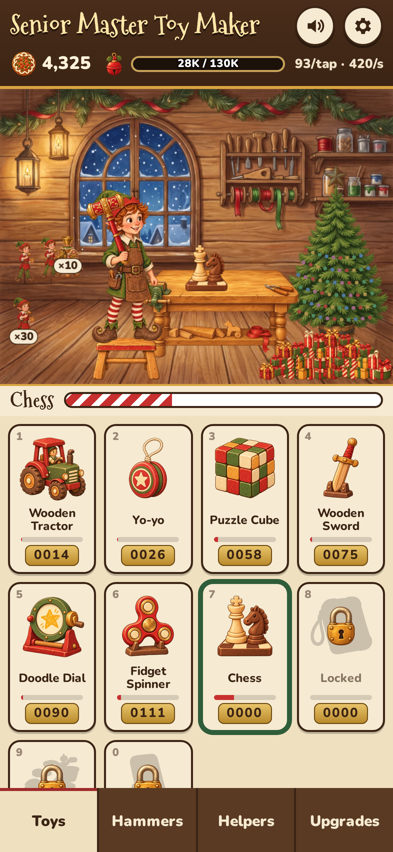 Senior Master Toy Maker
4,325
28K / 130K
93/tap · 420/s
×10
×30
Chess
1
2
3
4
Wooden
Tractor
Yo-yo
Puzzle Cube
Wooden
Sword
0014
0026
0058
0075
5
6
7
8
Doodle Dial
Fidget
Spinner
Chess
Locked
0090
0111
0000
0000
9
0
Toys
Hammers
Helpers
Upgrades